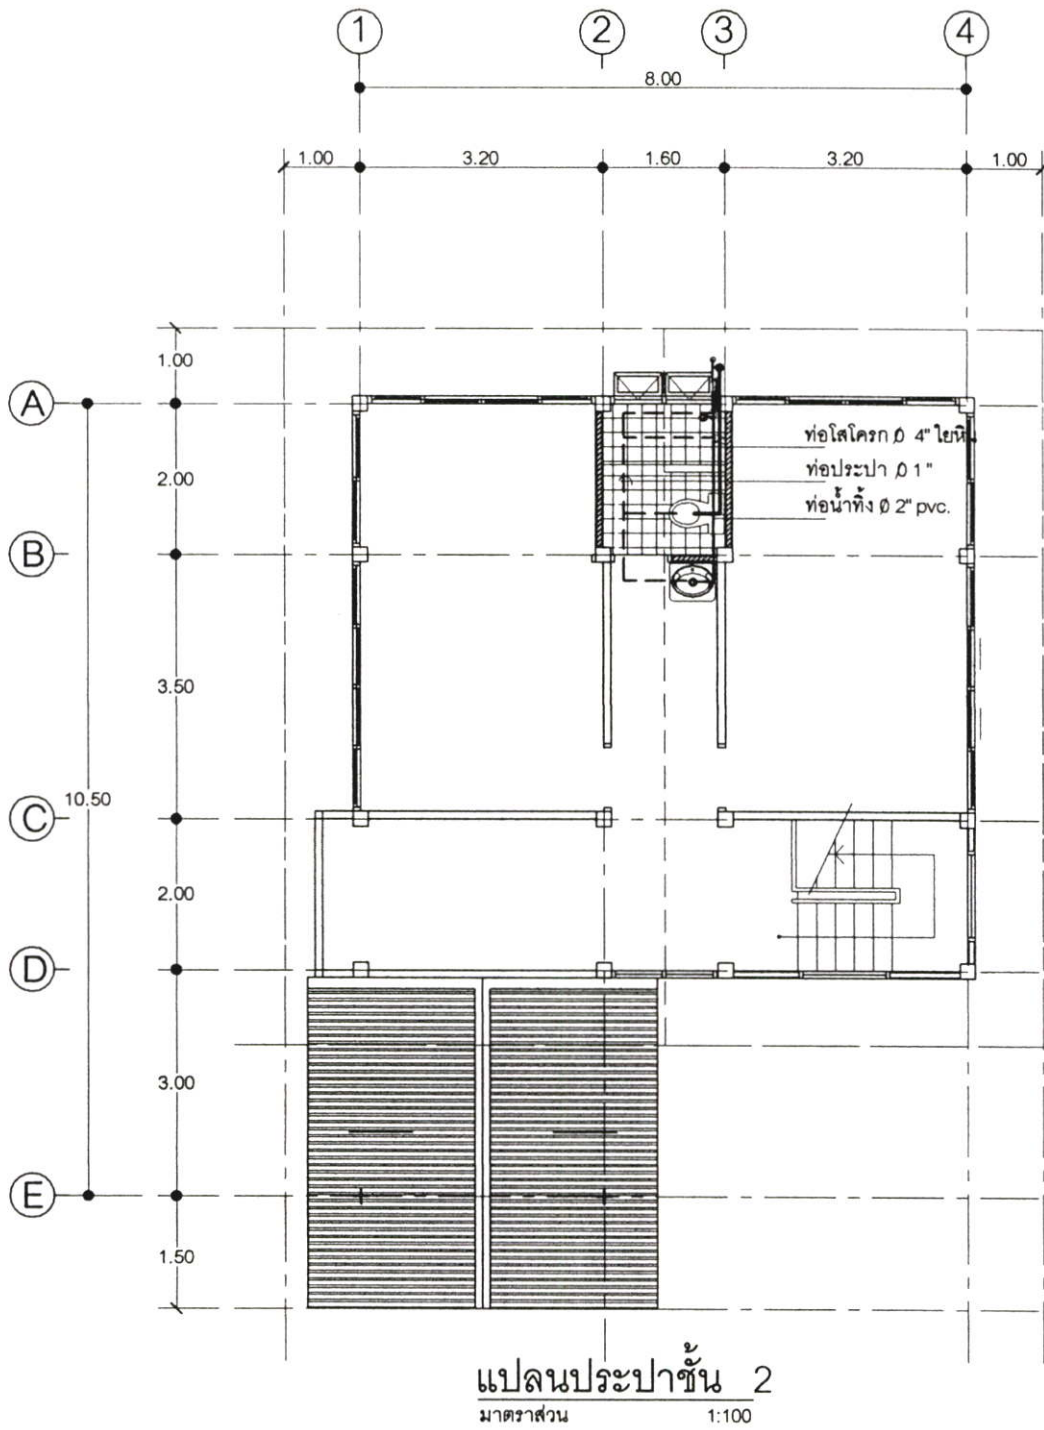 1 2 3 4
8.00
1.00 3.20 1.60 3.20 1.00
1.00
A
ท่อโสโครก Ø 4" ใยหิน
2.00
ท่อประปา Ø 1"
ท่อน้ำทิ้ง Ø 2" pvc.
B
3.50
10.50
C
2.00
D
3.00
E
1.50
แปลนประปาชั้น 2
มาตราส่วน 1:100